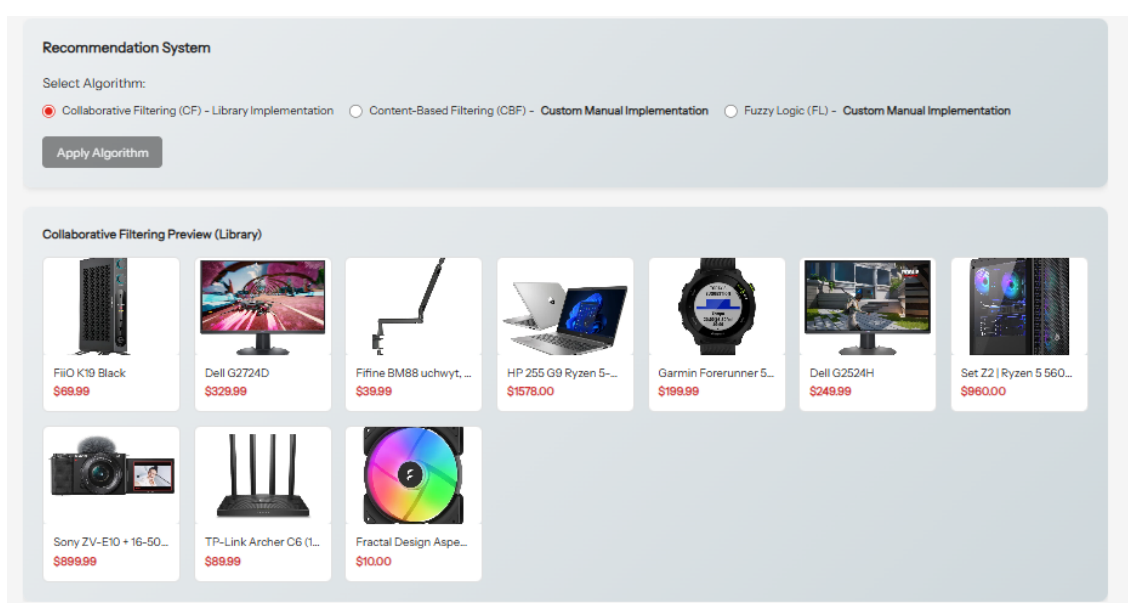 Recommendation System
Select Algorithm:
Collaborative Filtering (CF) - Library Implementation
Content-Based Filtering (CBF) - Custom Manual Implementation
Fuzzy Logic (FL) - Custom Manual Implementation
Apply Algorithm
Collaborative Filtering Preview (Library)
FiiO K19 Black
$69.99
Dell G2724D
$329.99
Fifine BM88 uchwyt, ...
$39.99
HP 255 G9 Ryzen 5-...
$1578.00
Garmin Forerunner 5...
$199.99
Dell G2524H
$249.99
Set Z2 | Ryzen 5 560...
$960.00
Sony ZV-E10 + 16-50...
$899.99
TP-Link Archer C6 (1...
$89.99
Fractal Design Aspe...
$10.00